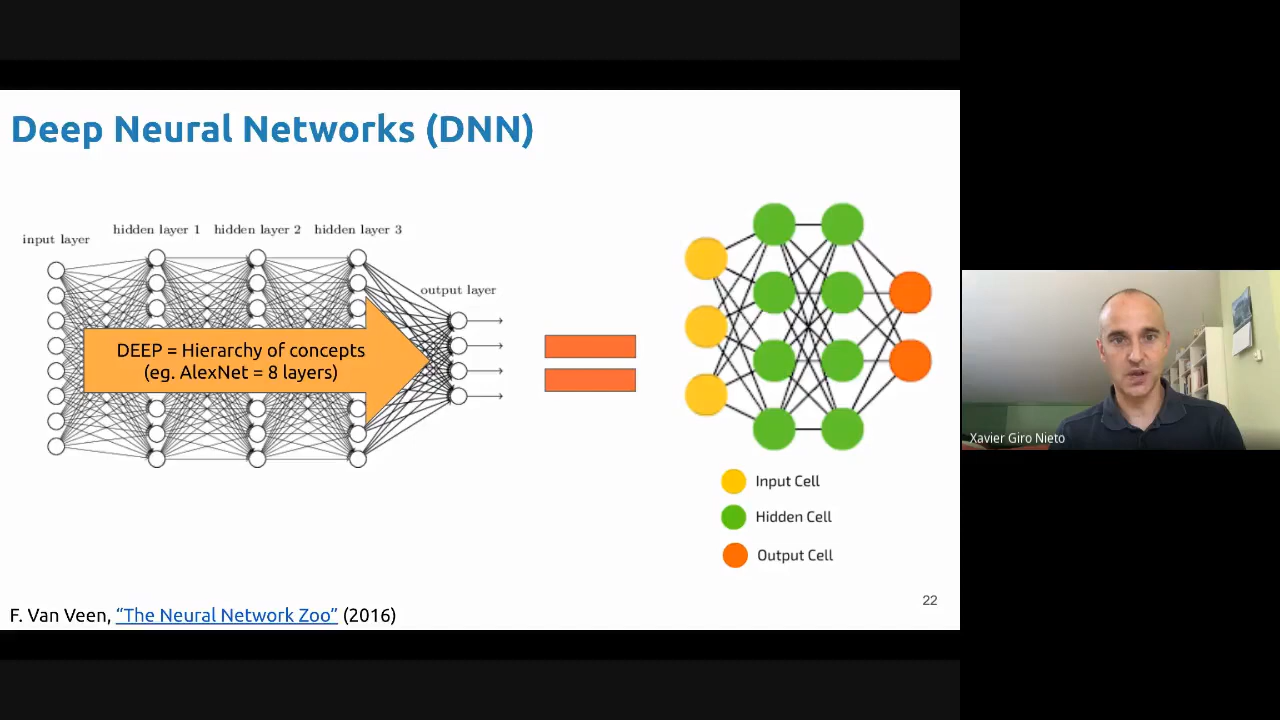 Deep Neural Networks (DNN)
input layer
hidden layer 1
hidden layer 2
hidden layer 3
output layer
DEEP = Hierarchy of concepts
(eg. AlexNet = 8 layers)
Input Cell
Hidden Cell
Output Cell
F. Van Veen, “The Neural Network Zoo” (2016)
22
Xavier Giro Nieto